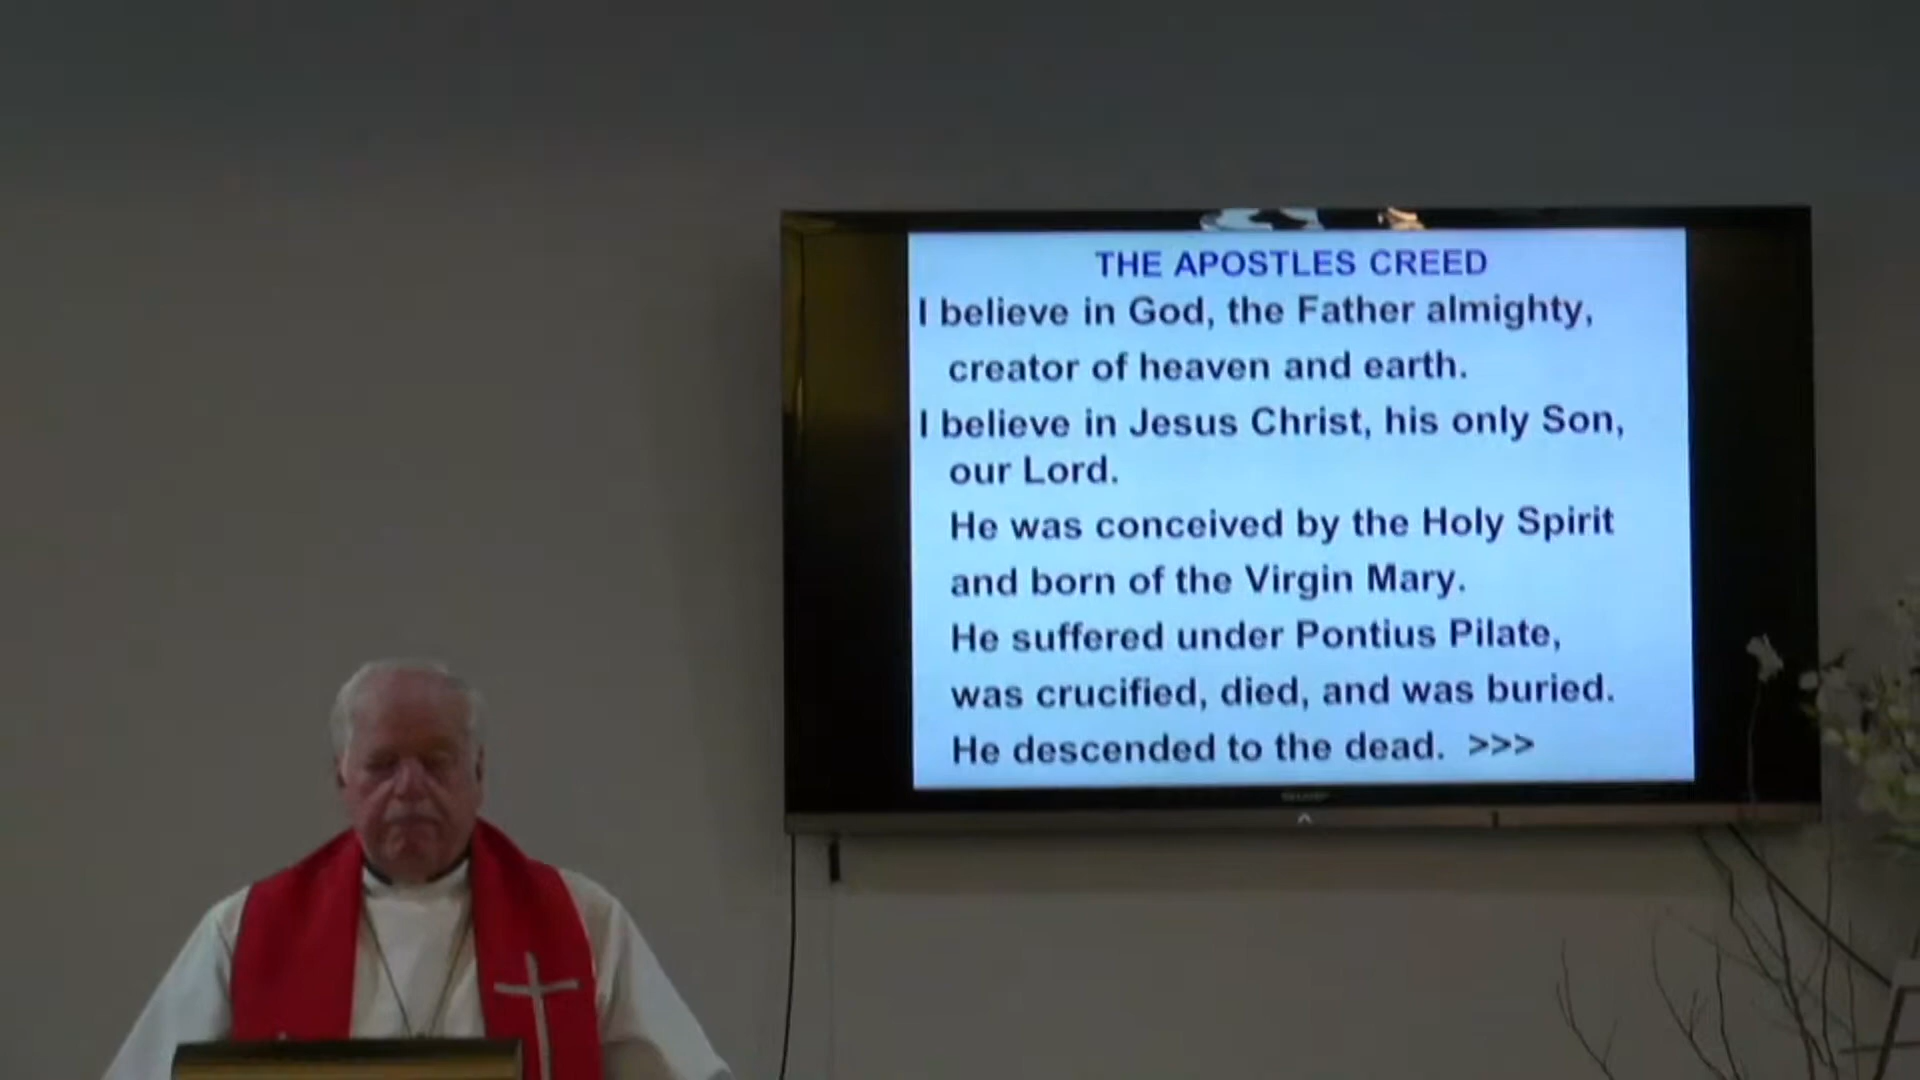 THE APOSTLES CREED
I believe in God, the Father almighty,
creator of heaven and earth.
I believe in Jesus Christ, his only Son,
our Lord.
He was conceived by the Holy Spirit
and born of the Virgin Mary.
He suffered under Pontius Pilate,
was crucified, died, and was buried.
He descended to the dead. >>>